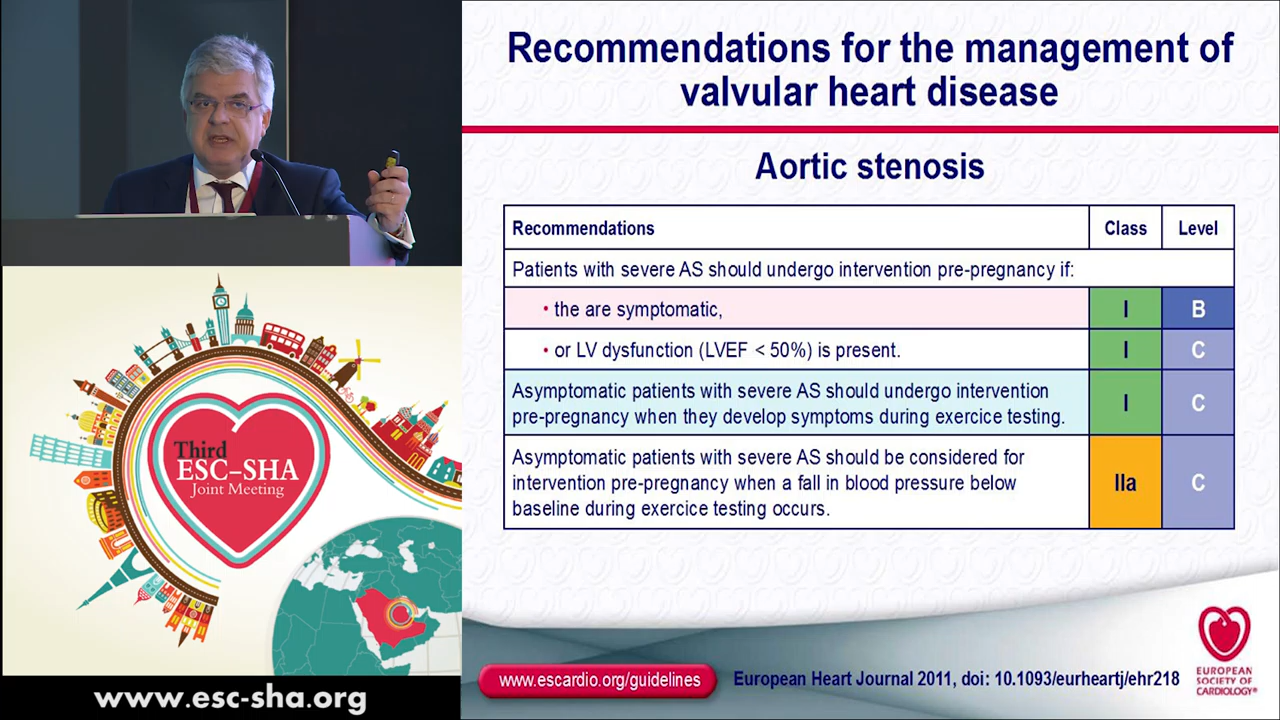 Recommendations for the management of
valvular heart disease
Aortic stenosis
Recommendations Class Level
Patients with severe AS should undergo intervention pre-pregnancy if:
• the are symptomatic, I B
• or LV dysfunction (LVEF < 50%) is present. I C
Asymptomatic patients with severe AS should undergo intervention
pre-pregnancy when they develop symptoms during exercice testing. I C
Asymptomatic patients with severe AS should be considered for
intervention pre-pregnancy when a fall in blood pressure below
baseline during exercice testing occurs. IIa C
www.escardio.org/guidelines
European Heart Journal 2011, doi: 10.1093/eurheartj/ehr218
EUROPEAN
SOCIETY OF
CARDIOLOGY®
Third
ESC-SHA
Joint Meeting
www.esc-sha.org